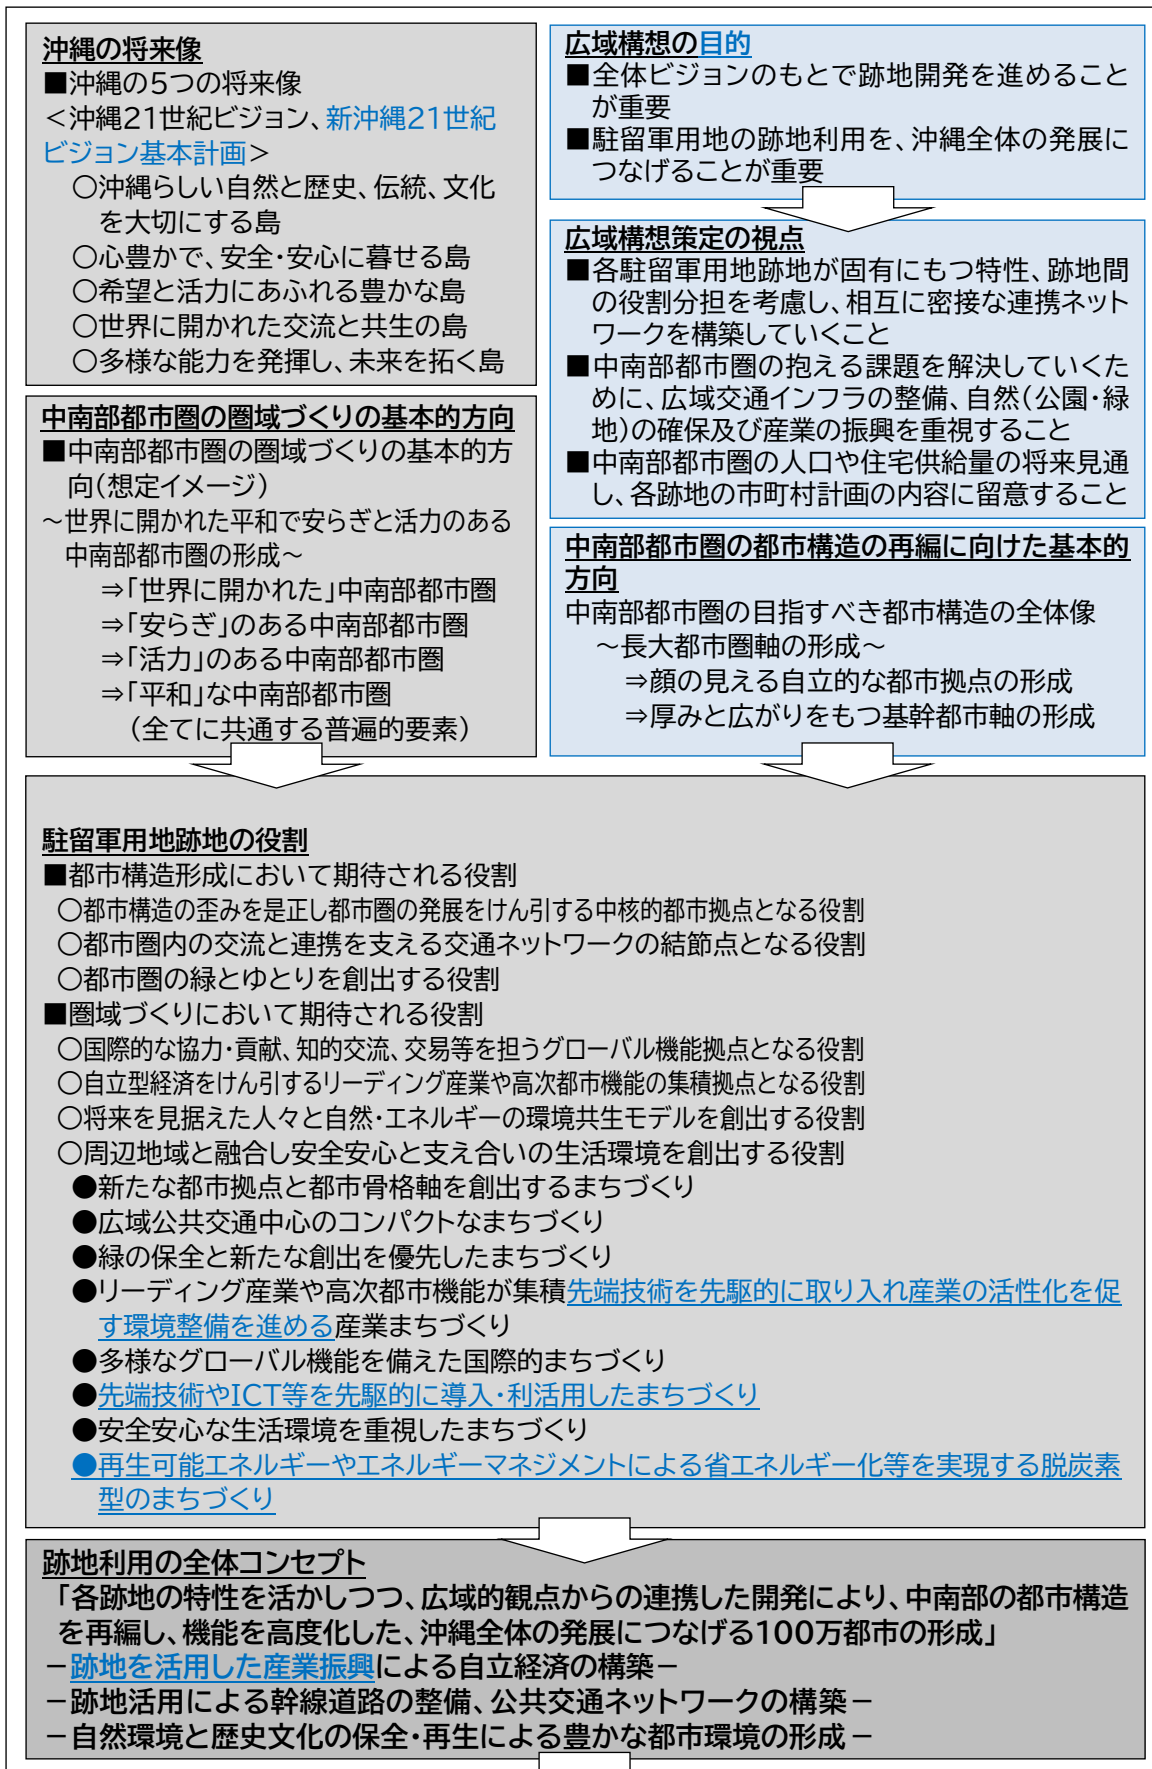 沖縄の将来像
■沖縄の5つの将来像
＜沖縄21世紀ビジョン、新沖縄21世紀
ビジョン基本計画＞
〇沖縄らしい自然と歴史、伝統、文化
を大切にする島
〇心豊かで、安全・安心に暮せる島
〇希望と活力にあふれる豊かな島
〇世界に開かれた交流と共生の島
〇多様な能力を発揮し、未来を拓く島
中南部都市圏の圏域づくりの基本的方向
■中南部都市圏の圏域づくりの基本的方
向（想定イメージ）
～世界に開かれた平和で安らぎと活力のある
中南部都市圏の形成～
⇒「世界に開かれた」中南部都市圏
⇒「安らぎ」のある中南部都市圏
⇒「活力」のある中南部都市圏
⇒「平和」な中南部都市圏
（全てに共通する普遍的要素）
広域構想の目的
■全体ビジョンのもとで跡地開発を進めること
が重要
■駐留軍用地の跡地利用を、沖縄全体の発展に
つなげることが重要
広域構想策定の視点
■各駐留軍用地跡地が固有にもつ特性、跡地間
の役割分担を考慮し、相互に密接な連携ネット
ワークを構築していくこと
■中南部都市圏の抱える課題を解決していくた
めに、広域交通インフラの整備、自然（公園・緑
地）の確保及び産業の振興を重視すること
■中南部都市圏の人口や住宅供給量の将来見通
し、各跡地の市町村計画の内容に留意すること
中南部都市圏の都市構造の再編に向けた基本的
方向
中南部都市圏の目指すべき都市構造の全体像
～長大都市圏軸の形成～
⇒顔の見える自立的な都市拠点の形成
⇒厚みと広がりをもつ基幹都市軸の形成
駐留軍用地跡地の役割
■都市構造形成において期待される役割
〇都市構造の歪みを是正し都市圏の発展をけん引する中核的都市拠点となる役割
〇都市圏内の交流と連携を支える交通ネットワークの結節点となる役割
〇都市圏の緑とゆとりを創出する役割
■圏域づくりにおいて期待される役割
〇国際的な協力・貢献、知的交流、交易等を担うグローバル機能拠点となる役割
〇自立型経済をけん引するリーディング産業や高次都市機能の集積拠点となる役割
〇将来を見据えた人々と自然・エネルギーの環境共生モデルを創出する役割
〇周辺地域と融合し安全安心と支え合いの生活環境を創出する役割
●新たな都市拠点と都市骨格軸を創出するまちづくり
●広域公共交通中心のコンパクトなまちづくり
●緑の保全と新たな創出を優先したまちづくり
●リーディング産業や高次都市機能が集積先端技術を先駆的に取り入れ産業の活性化を促
す環境整備を進める産業まちづくり
●多様なグローバル機能を備えた国際的まちづくり
●先端技術やICT等を先駆的に導入・利活用したまちづくり
●安全安心な生活環境を重視したまちづくり
●再生可能エネルギーやエネルギーマネジメントによる省エネルギー化等を実現する脱炭素
型のまちづくり
跡地利用の全体コンセプト
「各跡地の特性を活かしつつ、広域的観点からの連携した開発により、中南部の都市構造
を再編し、機能を高度化した、沖縄全体の発展につなげる100万都市の形成」
－跡地を活用した産業振興による自立経済の構築－
－跡地活用による幹線道路の整備、公共交通ネットワークの構築－
－自然環境と歴史文化の保全・再生による豊かな都市環境の形成－